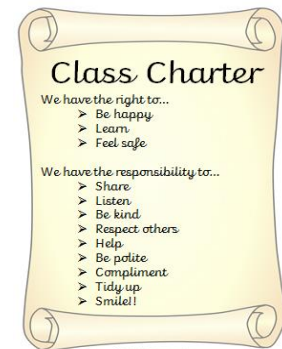 Class Charter
We have the right to...
➢ Be happy
➢ Learn
➢ Feel safe
We have the responsibility to...
➢ Share
➢ Listen
➢ Be kind
➢ Respect others
➢ Help
➢ Be polite
➢ Compliment
➢ Tidy up
➢ Smile!!